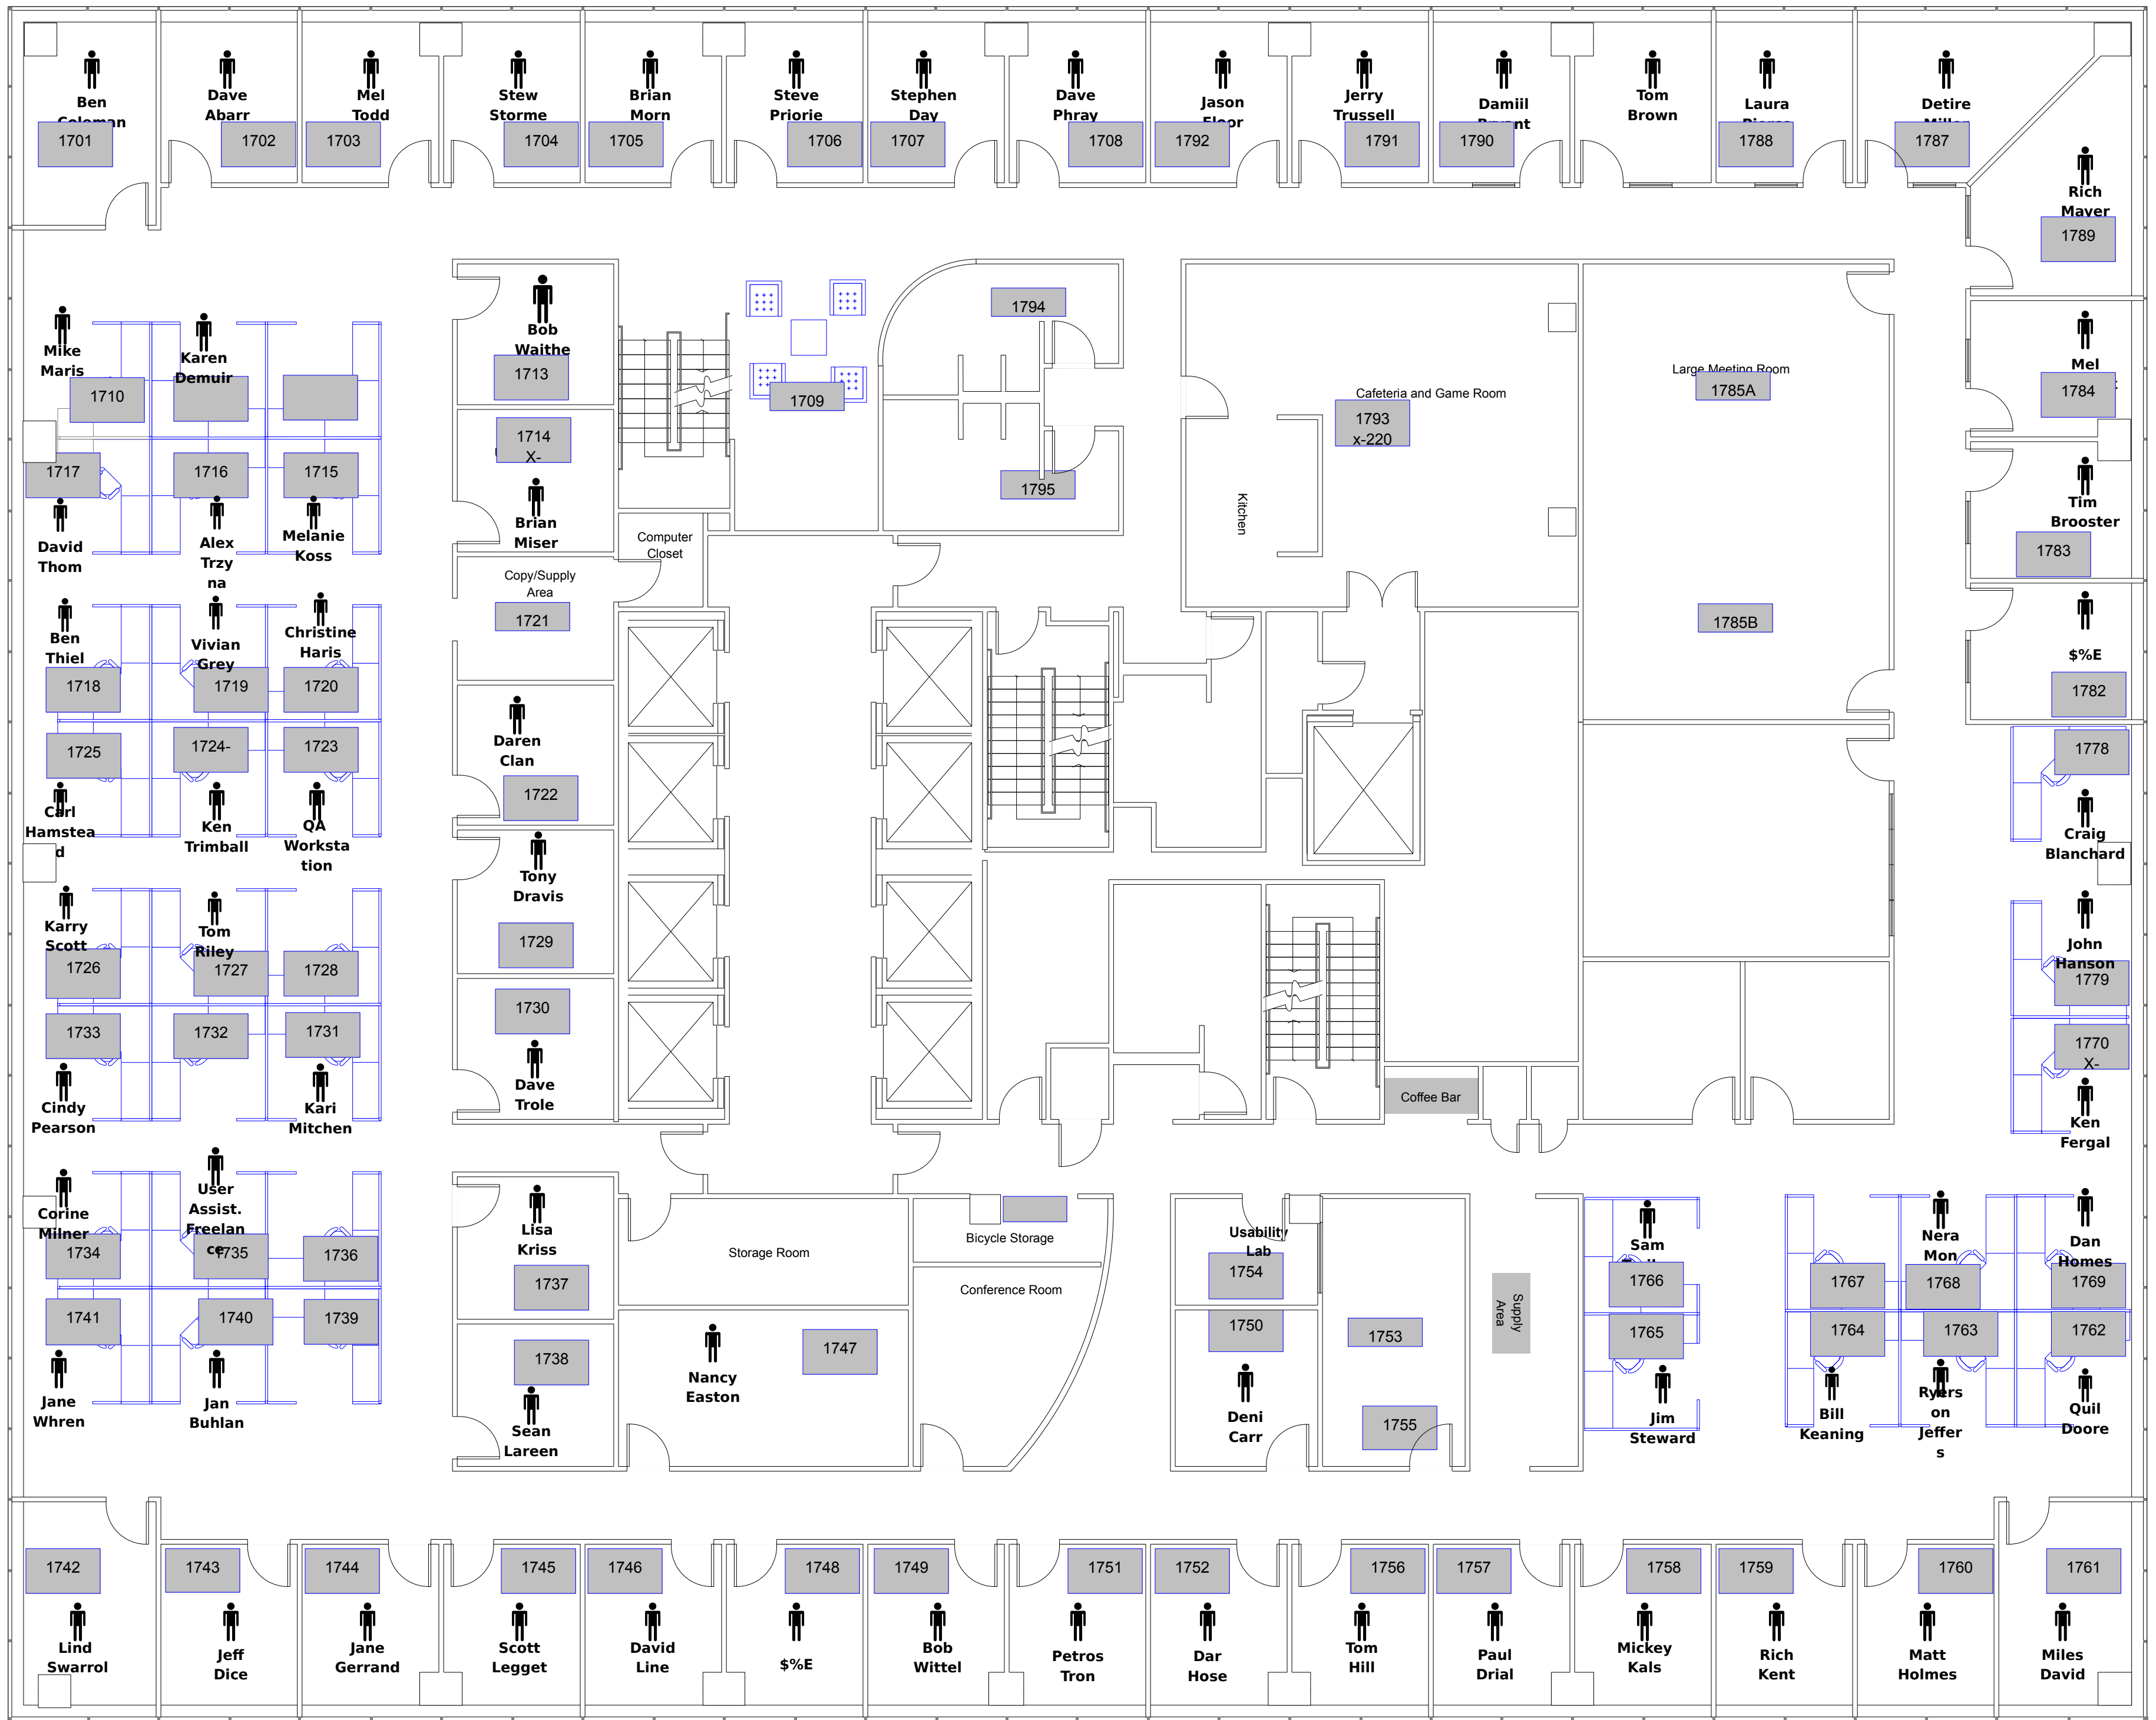 Ben
Coleman
1701
Dave
Abarr
1702
Mel
Todd
1703
Stew
Storme
1704
Brian
Morn
1705
Steve
Priorie
1706
Stephen
Day
1707
Dave
Phray
1708
Jason
Floor
1792
Jerry
Trussell
1791
Damiil
Bryant
1790
Tom
Brown
Laura
1788
Detire
1787
Rich
Mayer
1789
Mike
Maris
1710
Karen
Demuir
1717
1716
1715
David
Thom
Alex
Trzy
na
Melanie
Koss
Bob
Waithe
1713
1714
X-
Brian
Miser
1709
1794
1795
Computer
Closet
Copy/Supply
Area
1721
Cafeteria and Game Room
1793
x-220
Kitchen
Large Meeting Room
1785A
1785B
Mel
1784
Tim
Brooster
1783
$%E
1782
Ben
Thiel
1718
Vivian
Grey
1719
Christine
Haris
1720
1725
1724-
1723
Carl
Hamstea
d
Ken
Trimball
QA
Worksta
tion
Daren
Clan
1722
Tony
Dravis
1729
1730
Dave
Trole
1778
Craig
Blanchard
John
Hanson
1779
1770
X-
Ken
Fergal
Karry
Scott
1726
Tom
Riley
1727
1728
1733
1732
1731
Cindy
Pearson
Kari
Mitchen
Coffee Bar
Corine
Milner
1734
User
Assist.
Freelan
ce
1735
1736
1741
1740
1739
Jane
Whren
Jan
Buhlan
Lisa
Kriss
1737
1738
Sean
Lareen
Storage Room
Bicycle Storage
Conference Room
Nancy
Easton
1747
Usability
Lab
1754
1750
Deni
Carr
1753
1755
Supply
Area
Sam
1766
1765
Jim
Steward
1767
Nera
Mon
1768
Dan
Homes
1769
1764
1763
1762
Bill
Keaning
Ryers
on
Jeffer
s
Quil
Doore
1742
Lind
Swarrol
1743
Jeff
Dice
1744
Jane
Gerrand
1745
Scott
Legget
1746
David
Line
1748
$%E
1749
Bob
Wittel
1751
Petros
Tron
1752
Dar
Hose
1756
Tom
Hill
1757
Paul
Drial
1758
Mickey
Kals
1759
Rich
Kent
1760
Matt
Holmes
1761
Miles
David